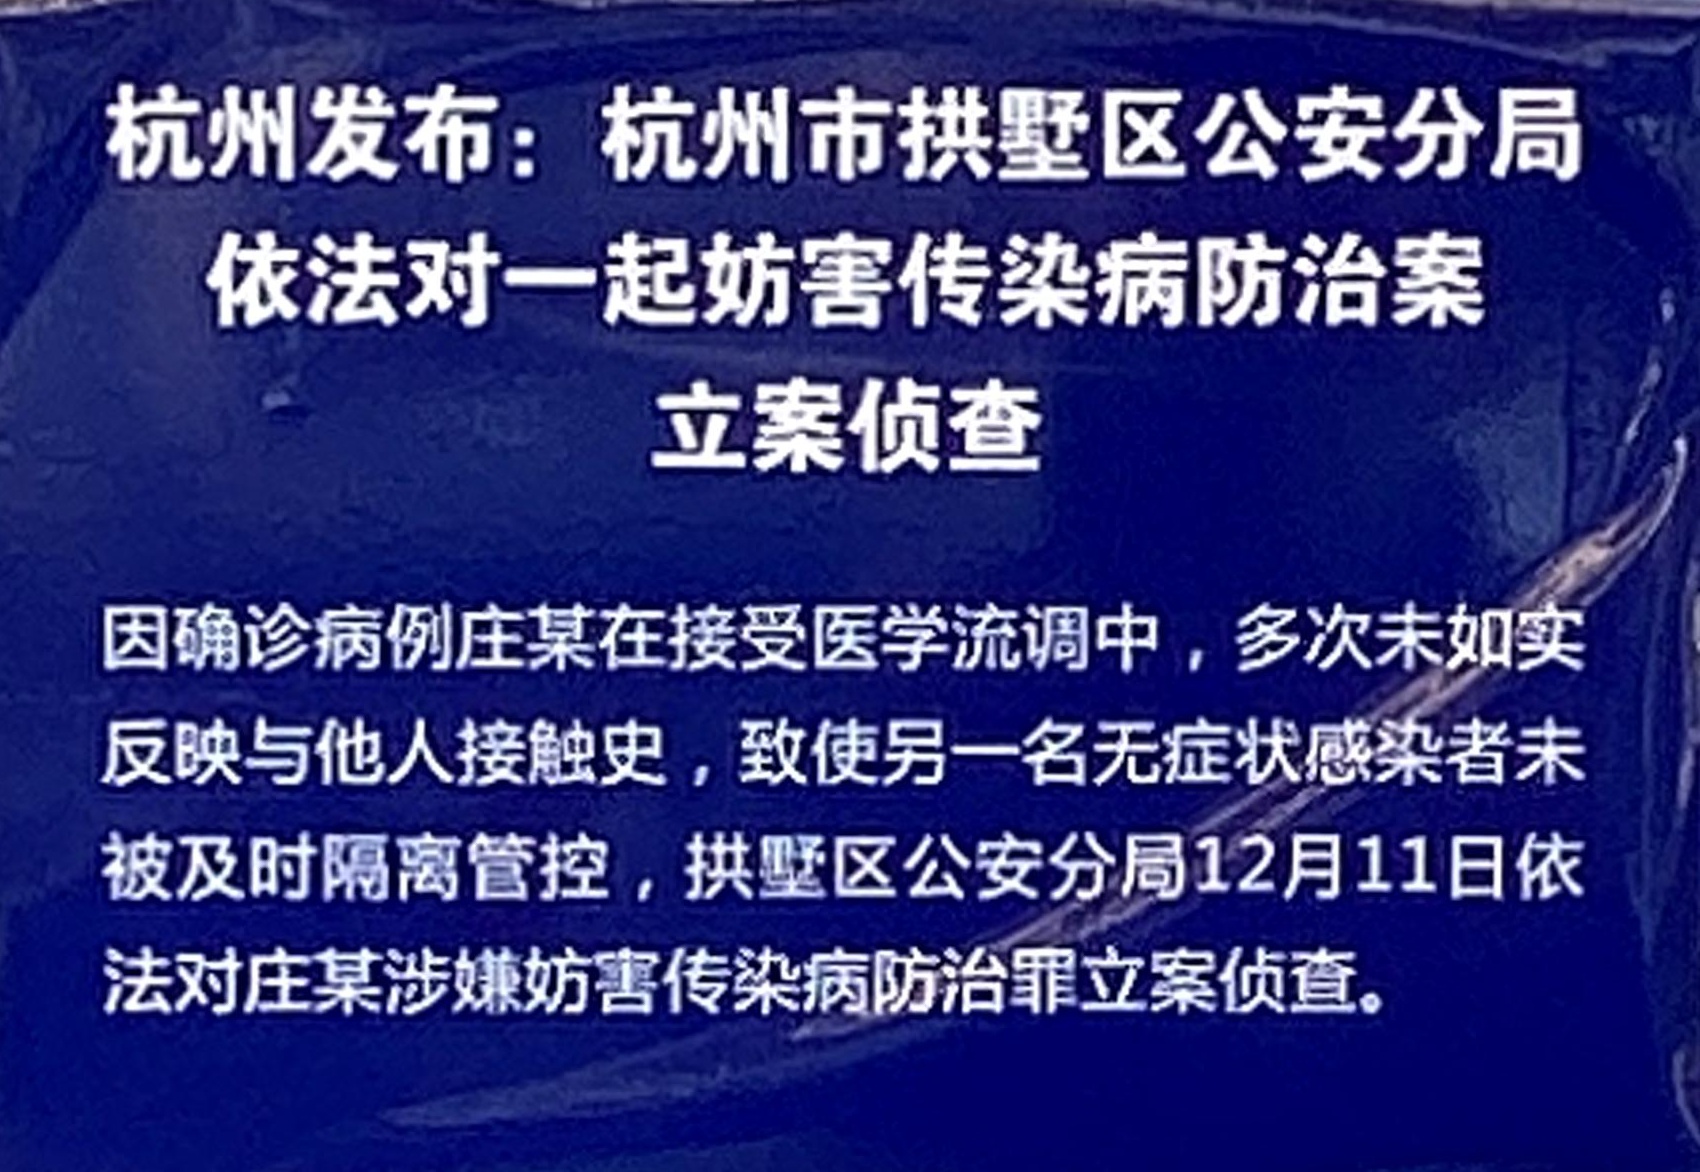 杭州发布：杭州市拱墅区公安分局
依法对一起妨害传染病防治案
立案侦查
因确诊病例庄某在接受医学流调中，多次未如实
反映与他人接触史，致使另一名无症状感染者未
被及时隔离管控，拱墅区公安分局12月11日依
法对庄某涉嫌妨害传染病防治罪立案侦查。